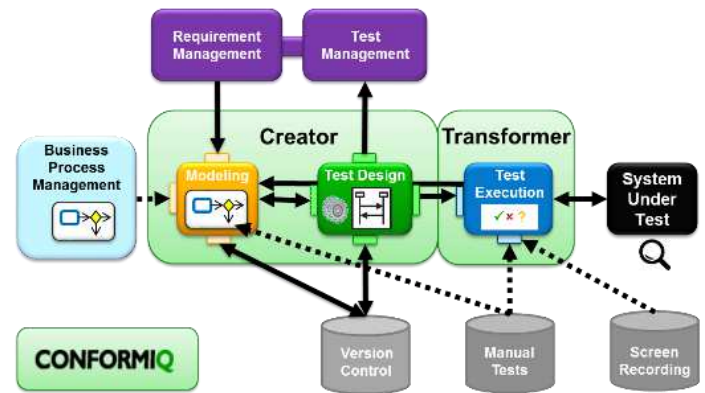 Requirement
Management
Test
Management
Creator
Transformer
Business
Process
Management
Modeling
Test Design
Test
Execution
✓ × ?
System
Under
Test
Version
Control
Manual
Tests
Screen
Recording
CONFORMIQ